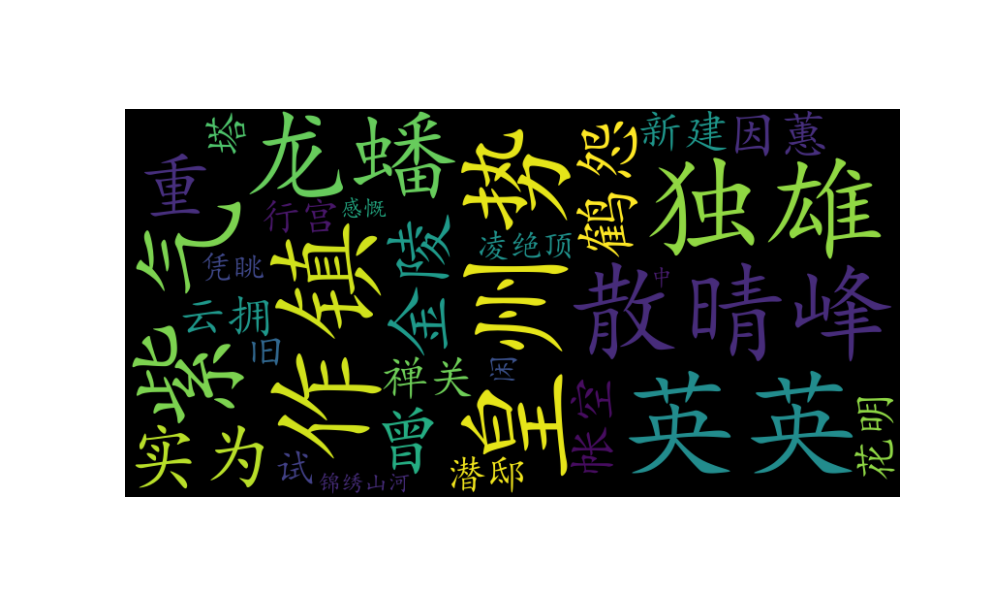 塔
龙蟠
皇州势
鹤怨
新建
因蕙
重
行宫
感慨
独雄
紫气
凭眺
作镇
金陵
凌绝顶
散晴峰
中
云拥
旧
禅关
闲
帐空
英英
实为
曾
花明
试
锦绣山河
潜邸